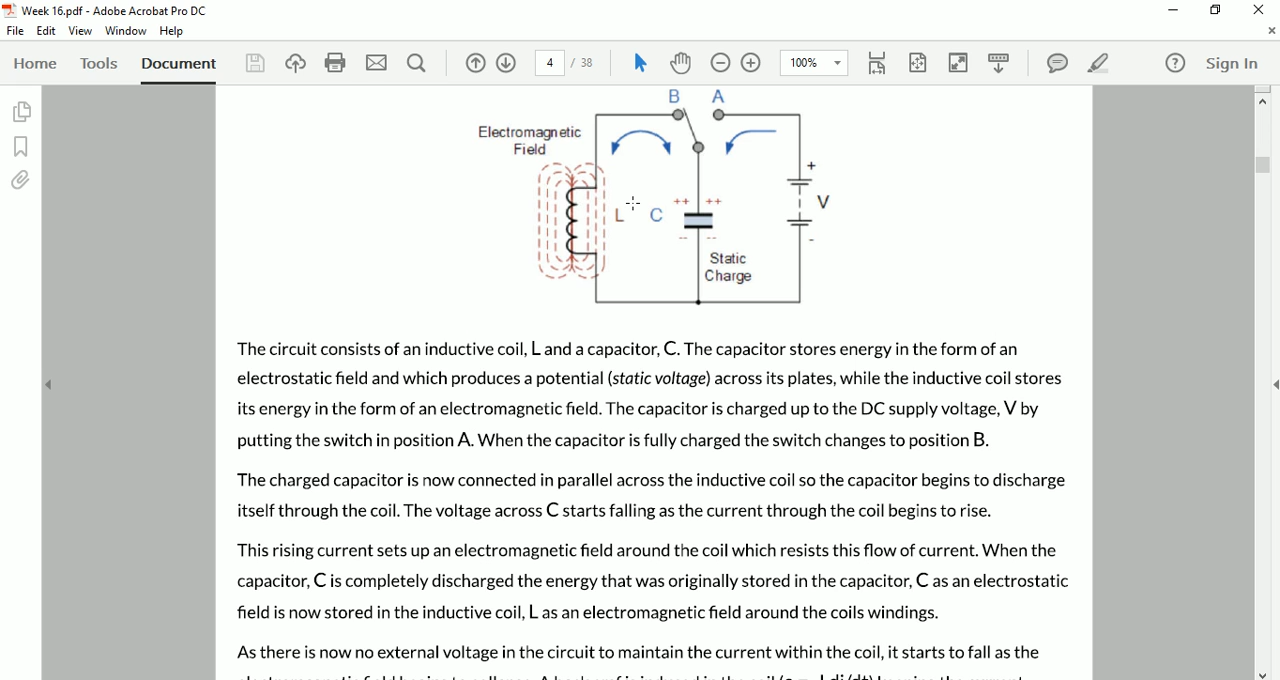 Week 16.pdf - Adobe Acrobat Pro DC
File Edit View Window Help
Home Tools Document 4 / 38 100% Sign In
B A
Electromagnetic
Field
+
++ ++ V
L C
-- --
-
Static
Charge
The circuit consists of an inductive coil, L and a capacitor, C. The capacitor stores energy in the form of an
electrostatic field and which produces a potential (static voltage) across its plates, while the inductive coil stores
its energy in the form of an electromagnetic field. The capacitor is charged up to the DC supply voltage, V by
putting the switch in position A. When the capacitor is fully charged the switch changes to position B.
The charged capacitor is now connected in parallel across the inductive coil so the capacitor begins to discharge
itself through the coil. The voltage across C starts falling as the current through the coil begins to rise.
This rising current sets up an electromagnetic field around the coil which resists this flow of current. When the
capacitor, C is completely discharged the energy that was originally stored in the capacitor, C as an electrostatic
field is now stored in the inductive coil, L as an electromagnetic field around the coils windings.
As there is now no external voltage in the circuit to maintain the current within the coil, it starts to fall as the